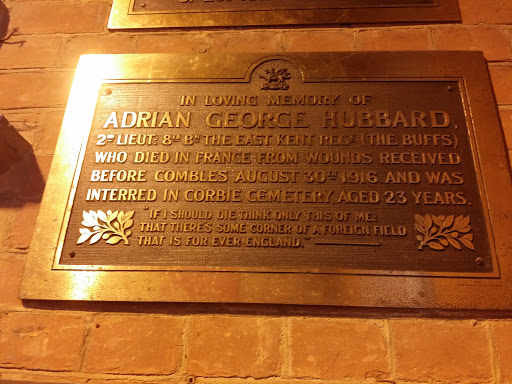 IN LOVING MEMORY OF
ADRIAN GEORGE HUBBARD,
2ND LIEUT: 8TH BN THE EAST KENT REGT (THE BUFFS)
WHO DIED IN FRANCE FROM WOUNDS RECEIVED
BEFORE COMBLES AUGUST 30TH 1916 AND WAS
INTERRED IN CORBIE CEMETERY, AGED 23 YEARS.
"IF I SHOULD DIE THINK ONLY THIS OF ME:
THAT THERE'S SOME CORNER OF A FOREIGN FIELD
THAT IS FOR EVER ENGLAND."